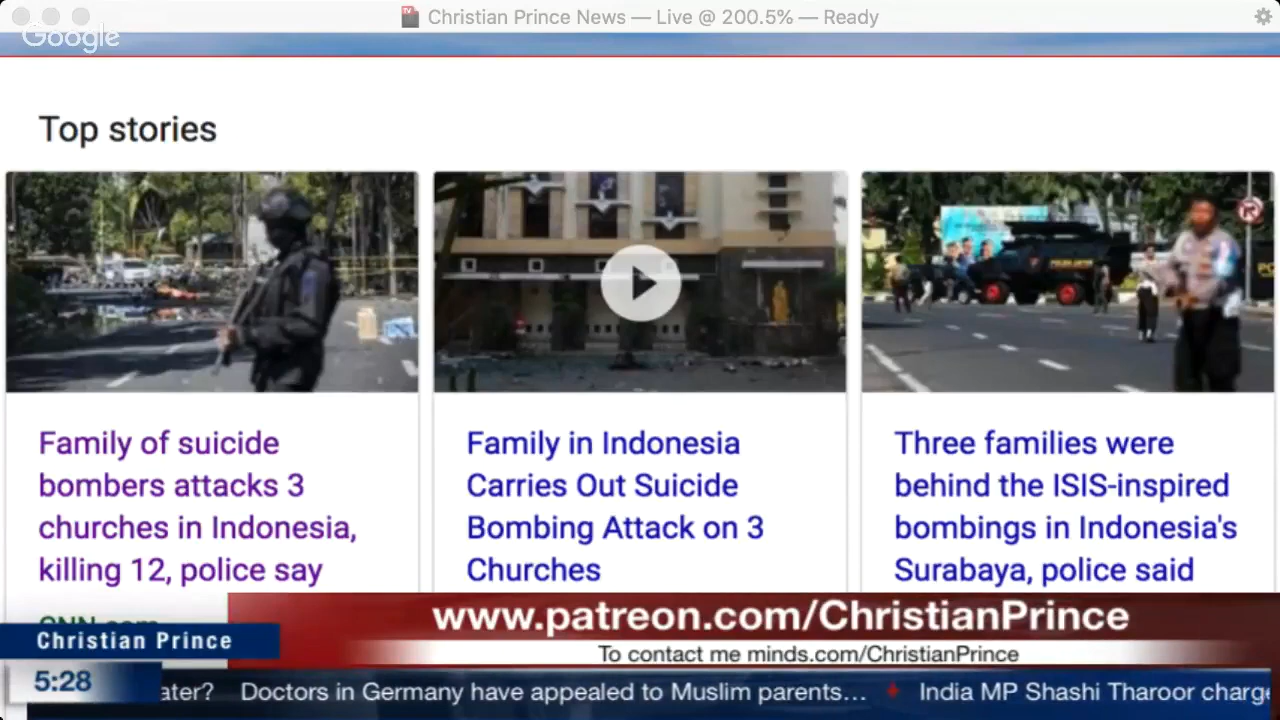 Christian Prince News — Live @ 200.5% — Ready
Google
Top stories
Family of suicide
bombers attacks 3
churches in Indonesia,
killing 12, police say
Family in Indonesia
Carries Out Suicide
Bombing Attack on 3
Churches
Three families were
behind the ISIS-inspired
bombings in Indonesia's
Surabaya, police said
www.patreon.com/ChristianPrince
Christian Prince
To contact me minds.com/ChristianPrince
5:28
ater? Doctors in Germany have appealed to Muslim parents... India MP Shashi Tharoor charge